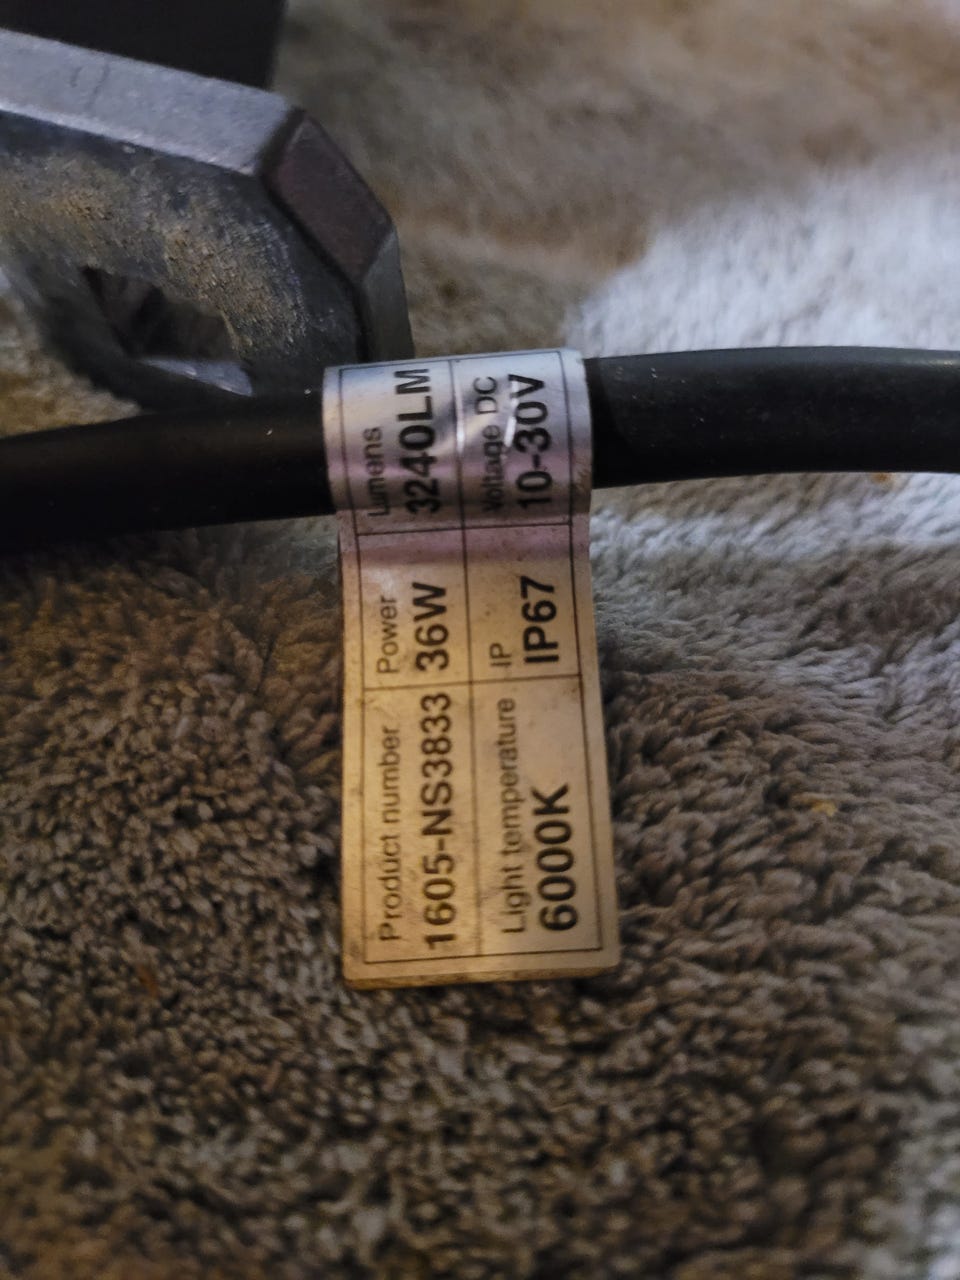 Product number
1605-NS3833
Power
36W
Lumens
3240LM
Light temperature
6000K
IP
IP67
Voltage DC
10-30V